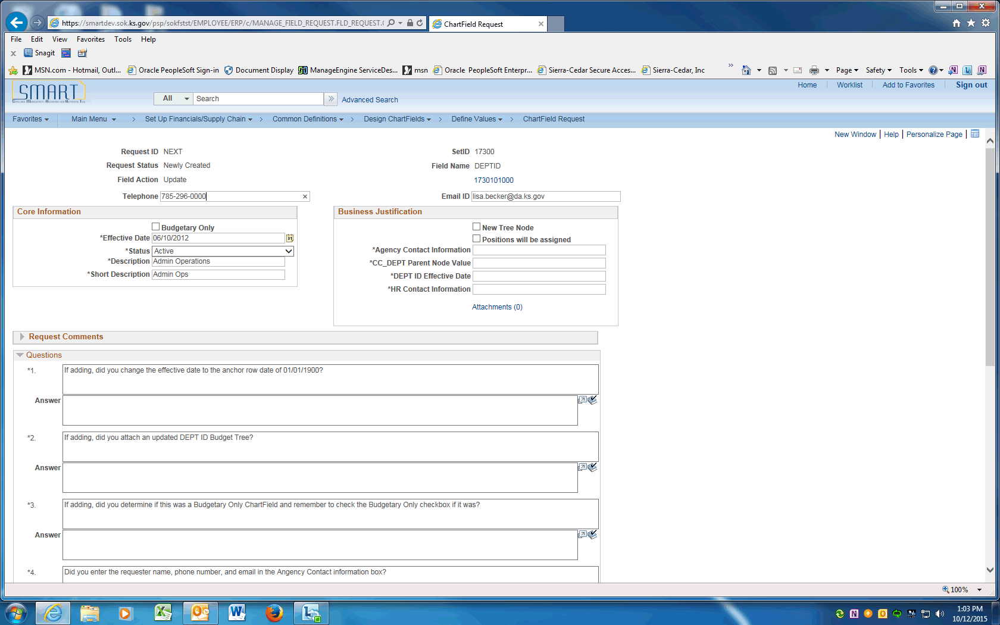 https://smartdev.sok.ks.gov/psp/sokfstst/EMPLOYEE/ERP/c/MANAGE_FIELD_REQUEST.FLD_REQUEST.
ChartField Request
File Edit View Favorites Tools Help
x Snagit
MSN.com - Hotmail, Outl... Oracle PeopleSoft Sign-in Document Display ManageEngine ServiceDes... msn Oracle PeopleSoft Enterpr... Sierra-Cedar Secure Acces... Sierra-Cedar, Inc » Page Safety Tools
SMART
Home Worklist Add to Favorites Sign out
All Search » Advanced Search
Favorites Main Menu > Set Up Financials/Supply Chain > Common Definitions > Design ChartFields > Define Values > ChartField Request
New Window | Help | Personalize Page |
Request ID NEXT SetID 17300
Request Status Newly Created Field Name DEPTID
Field Action Update 1730101000
Telephone 785-296-0000 × Email ID lisa.becker@da.ks.gov
Core Information Business Justification
Budgetary Only New Tree Node
*Effective Date 06/10/2012 31 Positions will be assigned
*Status Active *Agency Contact Information
*Description Admin Operations *CC_DEPT Parent Node Value
*Short Description Admin Ops *DEPT ID Effective Date
*HR Contact Information
Attachments (0)
Request Comments
Questions
*1. If adding, did you change the effective date to the anchor row date of 01/01/1900?
Answer
*2. If adding, did you attach an updated DEPT ID Budget Tree?
Answer
*3. If adding, did you determine if this was a Budgetary Only ChartField and remember to check the Budgetary Only checkbox if it was?
Answer
*4. Did you enter the requester name, phone number, and email in the Angency Contact information box?
100%
1:03 PM
10/12/2015